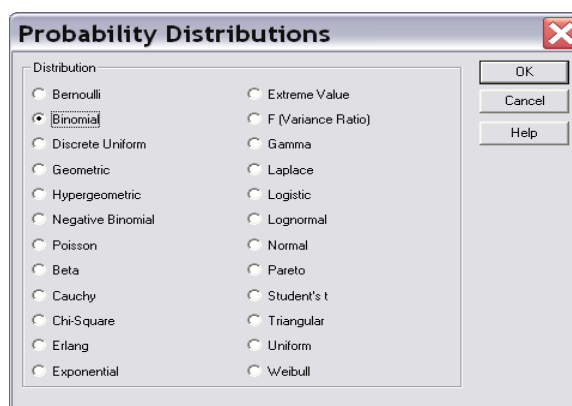 Probability Distributions
Distribution
Bernoulli
Binomial
Discrete Uniform
Geometric
Hypergeometric
Negative Binomial
Poisson
Beta
Cauchy
Chi-Square
Erlang
Exponential
Extreme Value
F (Variance Ratio)
Gamma
Laplace
Logistic
Lognormal
Normal
Pareto
Student's t
Triangular
Uniform
Weibull
OK
Cancel
Help